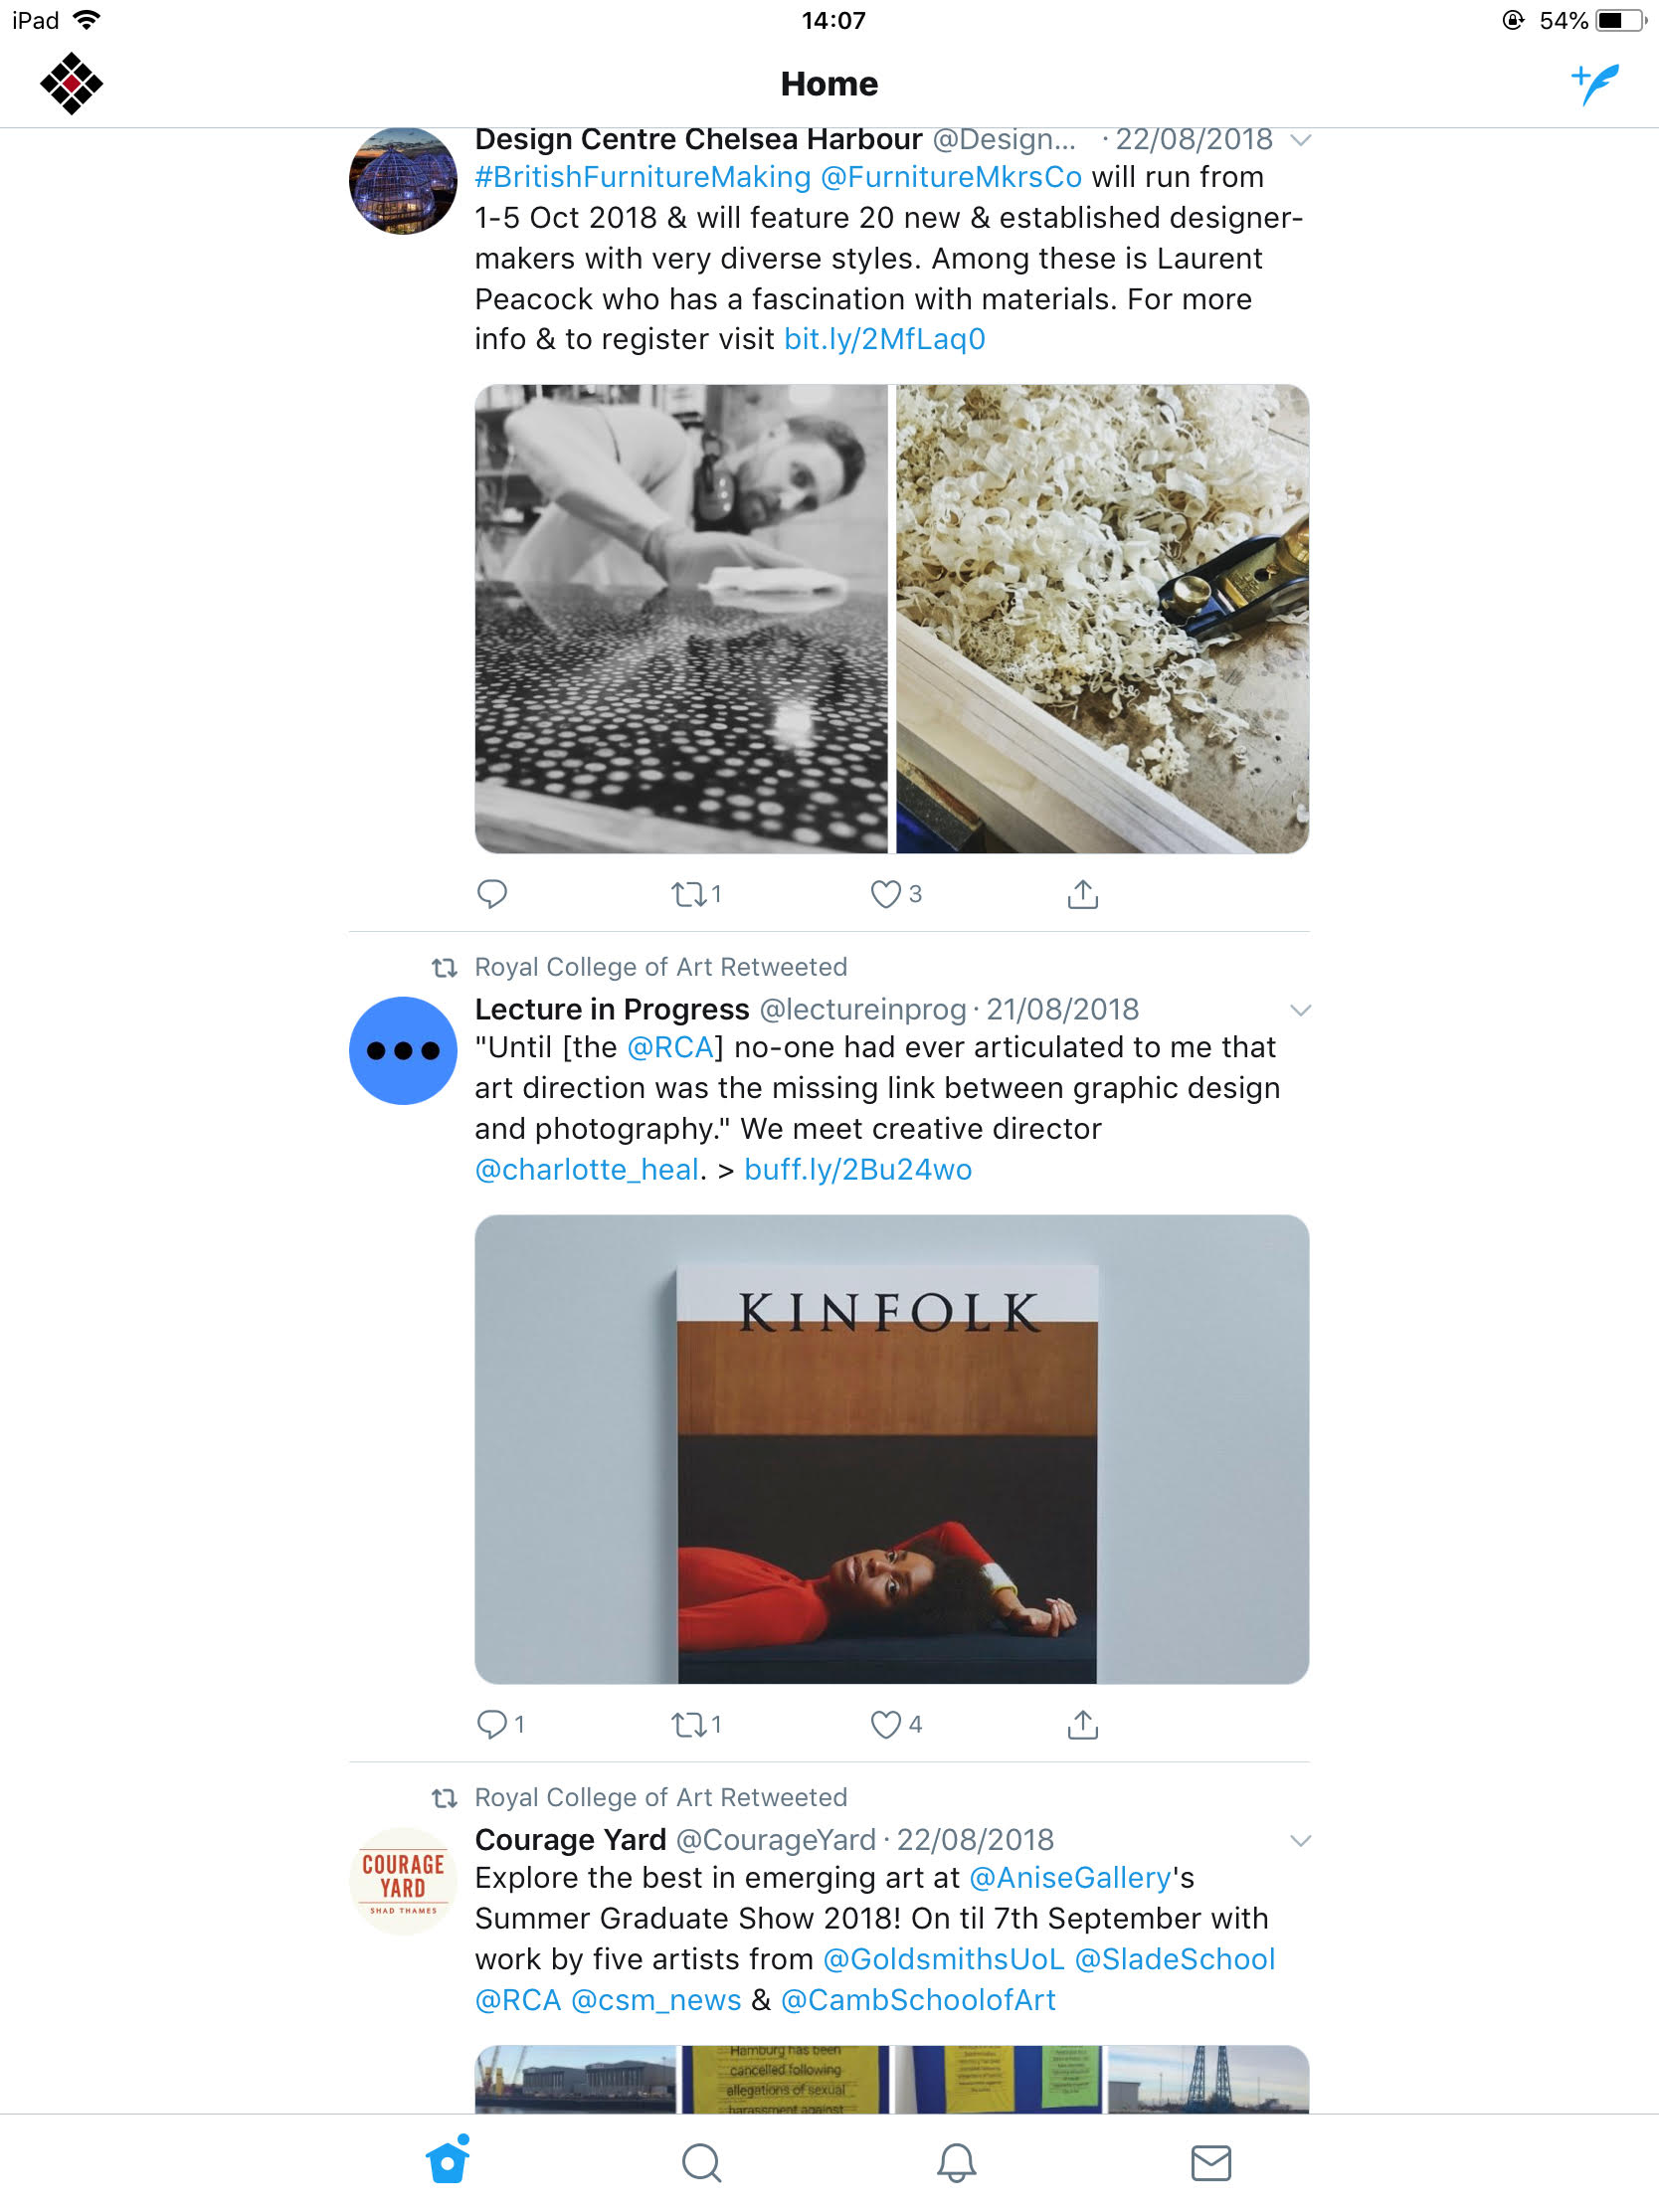 iPad 14:07 54%
Home
Design Centre Chelsea Harbour @Design... · 22/08/2018
#BritishFurnitureMaking @FurnitureMkrsCo will run from
1-5 Oct 2018 & will feature 20 new & established designer-
makers with very diverse styles. Among these is Laurent
Peacock who has a fascination with materials. For more
info & to register visit bit.ly/2MfLaq0
1 3
Royal College of Art Retweeted
Lecture in Progress @lectureinprog · 21/08/2018
"Until [the @RCA] no-one had ever articulated to me that
art direction was the missing link between graphic design
and photography." We meet creative director
@charlotte_heal. > buff.ly/2Bu24wo
KINFOLK
1 1 4
Royal College of Art Retweeted
Courage Yard @CourageYard · 22/08/2018
COURAGE
YARD
SHAD THAMES
Explore the best in emerging art at @AniseGallery's
Summer Graduate Show 2018! On til 7th September with
work by five artists from @GoldsmithsUoL @SladeSchool
@RCA @csm_news & @CambSchoolofArt
Hamburg has been
cancelled following
allegations of sexual
harassment against